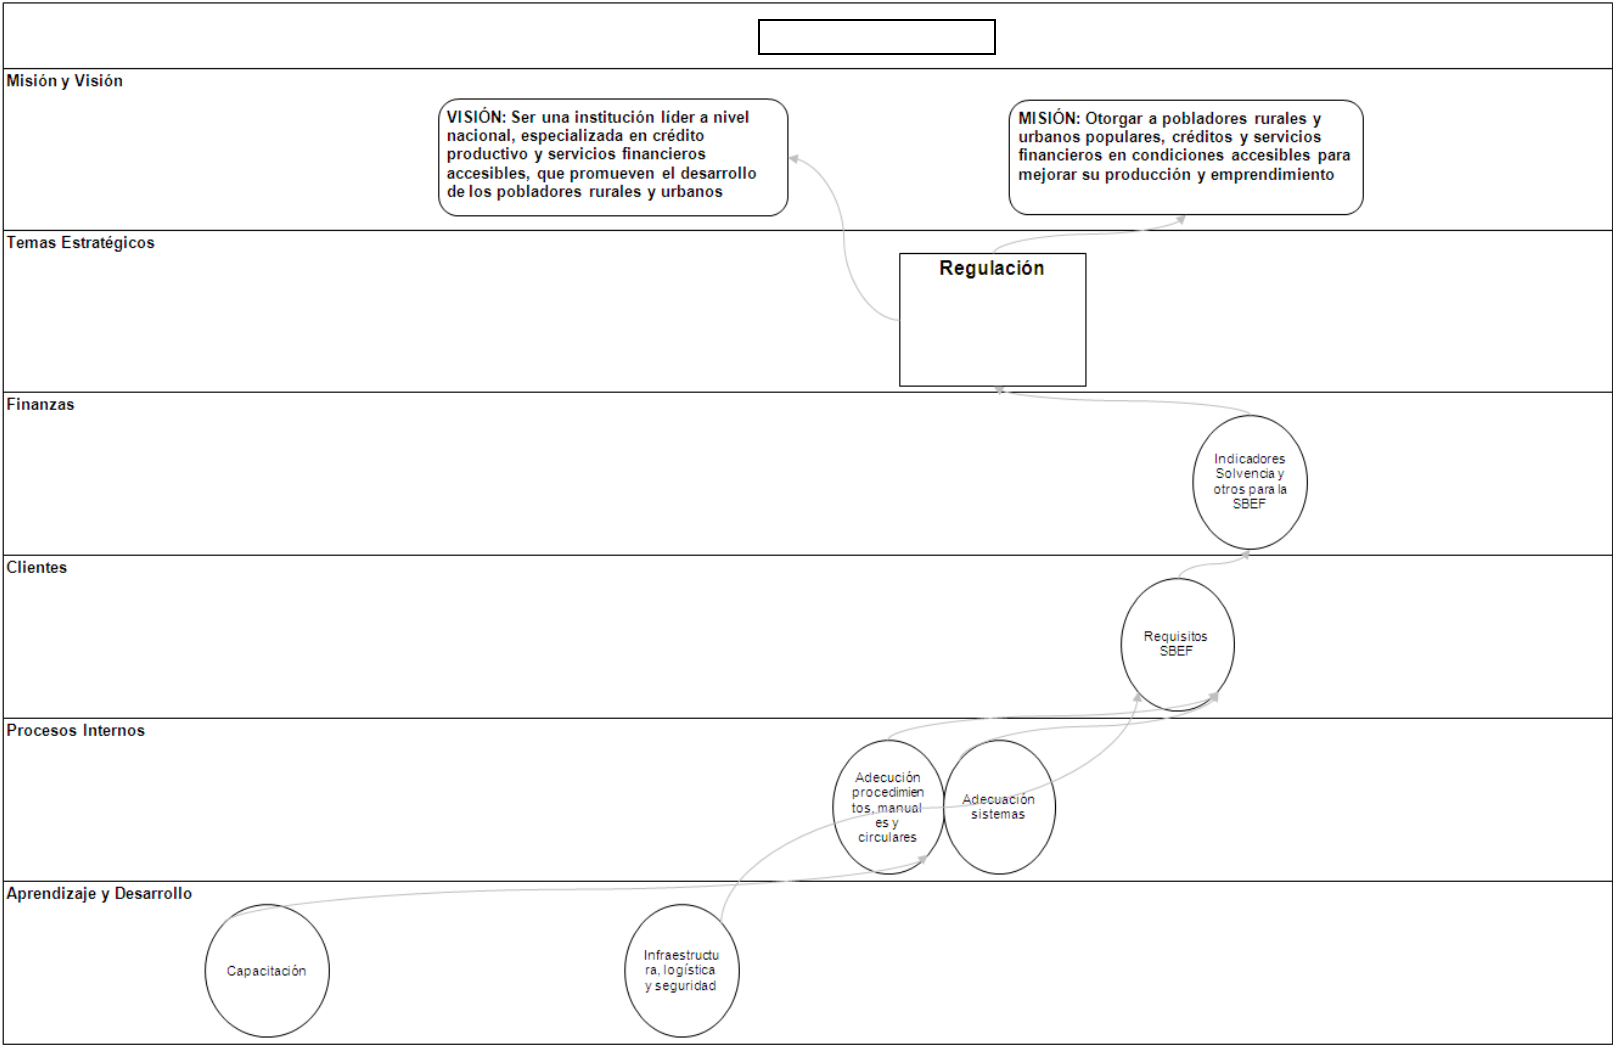 Misión y Visión
VISIÓN: Ser una institución líder a nivel
nacional, especializada en crédito
productivo y servicios financieros
accesibles, que promueven el desarrollo
de los pobladores rurales y urbanos
MISIÓN: Otorgar a pobladores rurales y
urbanos populares, créditos y servicios
financieros en condiciones accesibles para
mejorar su producción y emprendimiento
Temas Estratégicos
Regulación
Finanzas
Indicadores
Solvencia y
otros para la
SBEF
Clientes
Requisitos
SBEF
Procesos Internos
Adecución
procedimien
tos, manual
es y
circulares
Adecuación
sistemas
Aprendizaje y Desarrollo
Capacitación
Infraestructu
ra, logística
y seguridad